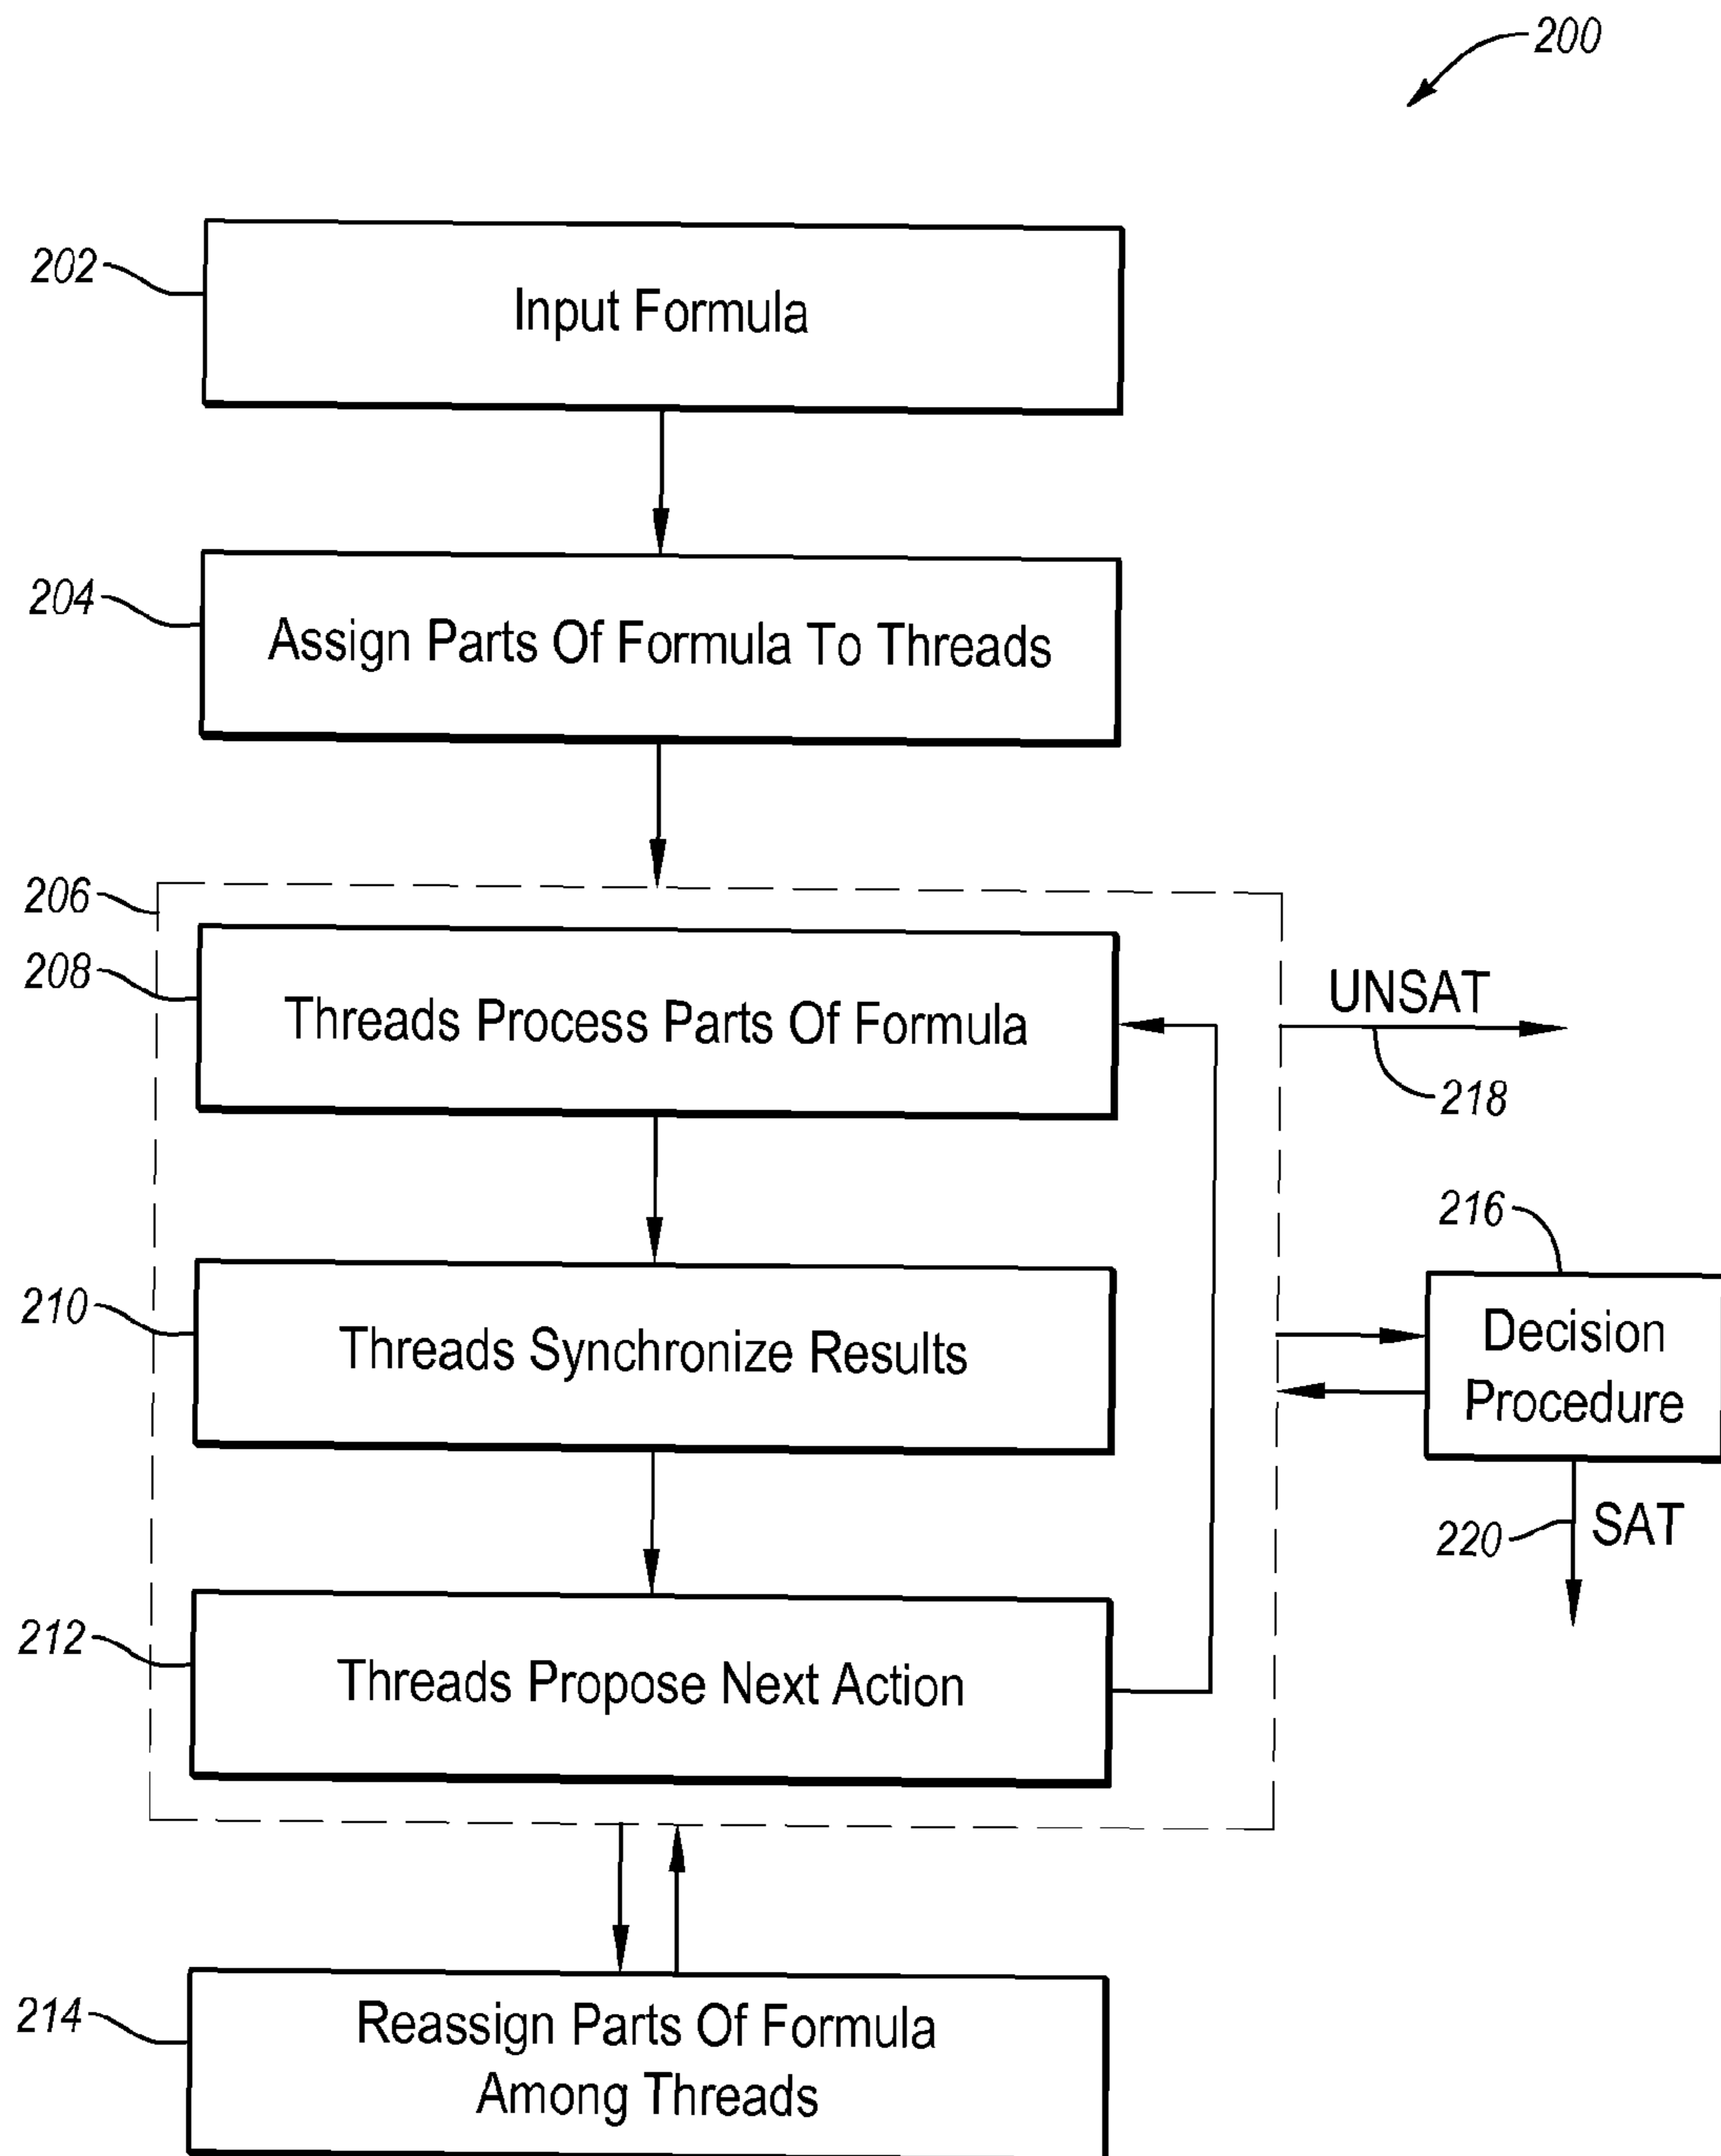 200
202
Input Formula
204
Assign Parts Of Formula To Threads
206
208
Threads Process Parts Of Formula
UNSAT
218
210
Threads Synchronize Results
216
Decision
Procedure
220
SAT
212
Threads Propose Next Action
214
Reassign Parts Of Formula
Among Threads